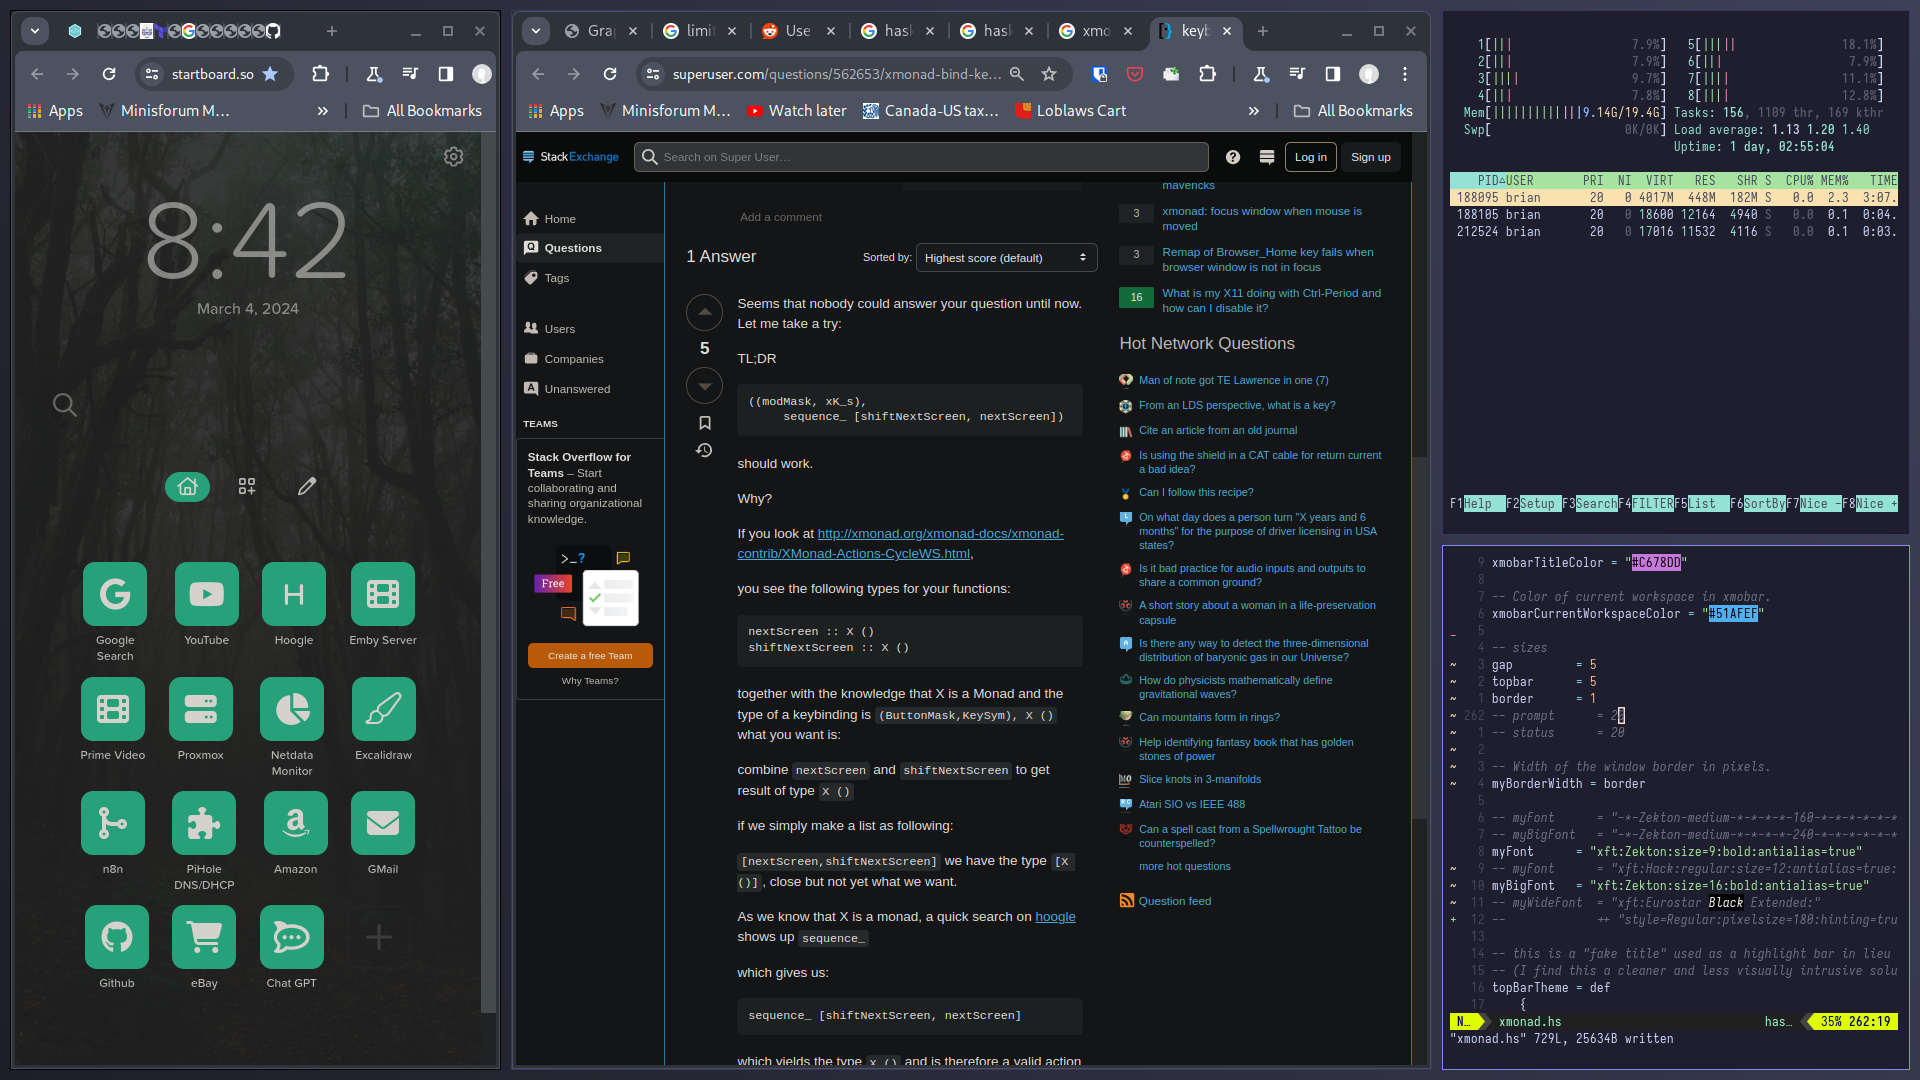 startboard.so
Apps
Minisforum M…
»
All Bookmarks
8:42
March 4, 2024
Google Search
YouTube
Hoogle
Emby Server
Prime Video
Proxmox
Netdata Monitor
Excalidraw
n8n
PiHole DNS/DHCP
Amazon
GMail
Github
eBay
Chat GPT
Gra
limit
Use
hask
hask
xmo
keyb
superuser.com/questions/562653/xmonad-bind-ke...
Apps
Minisforum M…
Watch later
Canada-US tax…
Loblaws Cart
»
All Bookmarks
StackExchange
Search on Super User…
Log in
Sign up
Home
Questions
Tags
Users
Companies
Unanswered
TEAMS
Stack Overflow for
Teams – Start
collaborating and
sharing organizational
knowledge.
>_?
Free
Create a free Team
Why Teams?
Add a comment
1 Answer
Sorted by:
Highest score (default)
5
Seems that nobody could answer your question until now.
Let me take a try:
TL;DR
((modMask, xK_s),
sequence_ [shiftNextScreen, nextScreen])
should work.
Why?
If you look at http://xmonad.org/xmonad-docs/xmonad-
contrib/XMonad-Actions-CycleWS.html,
you see the following types for your functions:
nextScreen :: X ()
shiftNextScreen :: X ()
together with the knowledge that X is a Monad and the
type of a keybinding is (ButtonMask,KeySym), X ()
what you want is:
combine nextScreen and shiftNextScreen to get
result of type X ()
if we simply make a list as following:
[nextScreen,shiftNextScreen] we have the type [X
()], close but not yet what we want.
As we know that X is a monad, a quick search on hoogle
shows up sequence_
which gives us:
sequence_ [shiftNextScreen, nextScreen]
which yields the type X () and is therefore a valid action
mavericks
3 xmonad: focus window when mouse is
moved
3 Remap of Browser_Home key fails when
browser window is not in focus
16 What is my X11 doing with Ctrl-Period and
how can I disable it?
Hot Network Questions
Man of note got TE Lawrence in one (7)
From an LDS perspective, what is a key?
Cite an article from an old journal
Is using the shield in a CAT cable for return current
a bad idea?
Can I follow this recipe?
On what day does a person turn "X years and 6
months" for the purpose of driver licensing in USA
states?
Is it bad practice for audio inputs and outputs to
share a common ground?
A short story about a woman in a life-preservation
capsule
Is there any way to detect the three-dimensional
distribution of baryonic gas in our Universe?
How do physicists mathematically define
gravitational waves?
Can mountains form in rings?
Help identifying fantasy book that has golden
stones of power
Slice knots in 3-manifolds
Atari SIO vs IEEE 488
Can a spell cast from a Spellwrought Tattoo be
counterspelled?
more hot questions
Question feed
1[||| 7.9%] 5[||||| 18.1%]
2[||| 7.9%] 6[||| 7.9%]
3[|||| 9.7%] 7[|||| 11.1%]
4[||| 7.8%] 8[|||| 12.8%]
Mem[|||||||||||||9.14G/19.4G] Tasks: 156, 1109 thr, 169 kthr
Swp[ 0K/0K] Load average: 1.13 1.20 1.40
Uptime: 1 day, 02:55:04
PID△USER PRI NI VIRT RES SHR S CPU% MEM% TIME
188095 brian 20 0 4017M 448M 182M S 0.0 2.3 3:07.
188105 brian 20 0 18600 12164 4940 S 0.0 0.1 0:04.
212524 brian 20 0 17016 11532 4116 S 0.0 0.1 0:03.
F1Help F2Setup F3SearchF4FILTERF5List F6SortByF7Nice -F8Nice +
9 xmobarTitleColor = "#C678DD"
8
7 -- Color of current workspace in xmobar.
6 xmobarCurrentWorkspaceColor = "#51AFEF"
_ 5
4 -- sizes
~ 3 gap = 5
~ 2 topbar = 5
~ 1 border = 1
~ 262 -- prompt = 2
~ 1 -- status = 20
~ 2
~ 3 -- Width of the window border in pixels.
~ 4 myBorderWidth = border
5
6 -- myFont = "-*-Zekton-medium-*-*-*-*-160-*-*-*-*-*-*
7 -- myBigFont = "-*-Zekton-medium-*-*-*-*-240-*-*-*-*-*-*
8 myFont = "xft:Zekton:size=9:bold:antialias=true"
~ 9 -- myFont = "xft:Hack:regular:size=12:antialias=true:
~ 10 myBigFont = "xft:Zekton:size=16:bold:antialias=true"
~ 11 -- myWideFont = "xft:Eurostar Black Extended:"
+ 12 -- ++ "style=Regular:pixelsize=180:hinting=tru
13
14 -- this is a "fake title" used as a highlight bar in lieu
15 -- (I find this a cleaner and less visually intrusive solu
16 topBarTheme = def
17 {
N… xmonad.hs has… 35% 262:19
"xmonad.hs" 729L, 25634B written